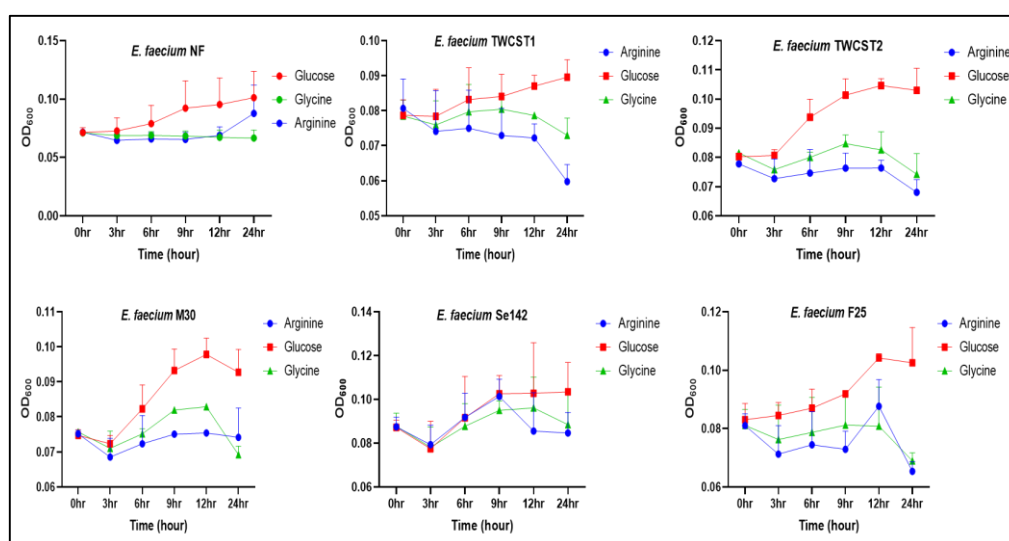 E. faecium NF
0.15
0.10
0.05
0.00
OD600
0hr 3hr 6hr 9hr 12hr 24hr
Time (hour)
Glucose
Glycine
Arginine
E. faecium TWCST1
0.10
0.09
0.08
0.07
0.06
0.05
OD600
0hr 3hr 6hr 9hr 12hr 24hr
Time (hour)
Arginine
Glucose
Glycine
E. faecium TWCST2
0.12
0.11
0.10
0.09
0.08
0.07
0.06
OD600
0hr 3hr 6hr 9hr 12hr 24hr
Time (hour)
Arginine
Glucose
Glycine
E. faecium M30
0.11
0.10
0.09
0.08
0.07
0.06
OD600
0hr 3hr 6hr 9hr 12hr 24hr
Time (hour)
Arginine
Glucose
Glycine
E. faecium Se142
0.14
0.12
0.10
0.08
0.06
OD600
0hr 3hr 6hr 9hr 12hr 24hr
Time (hour)
Arginine
Glucose
Glycine
E. faecium F25
0.12
0.10
0.08
0.06
OD600
0hr 3hr 6hr 9hr 12hr 24hr
Time (hour)
Arginine
Glucose
Glycine